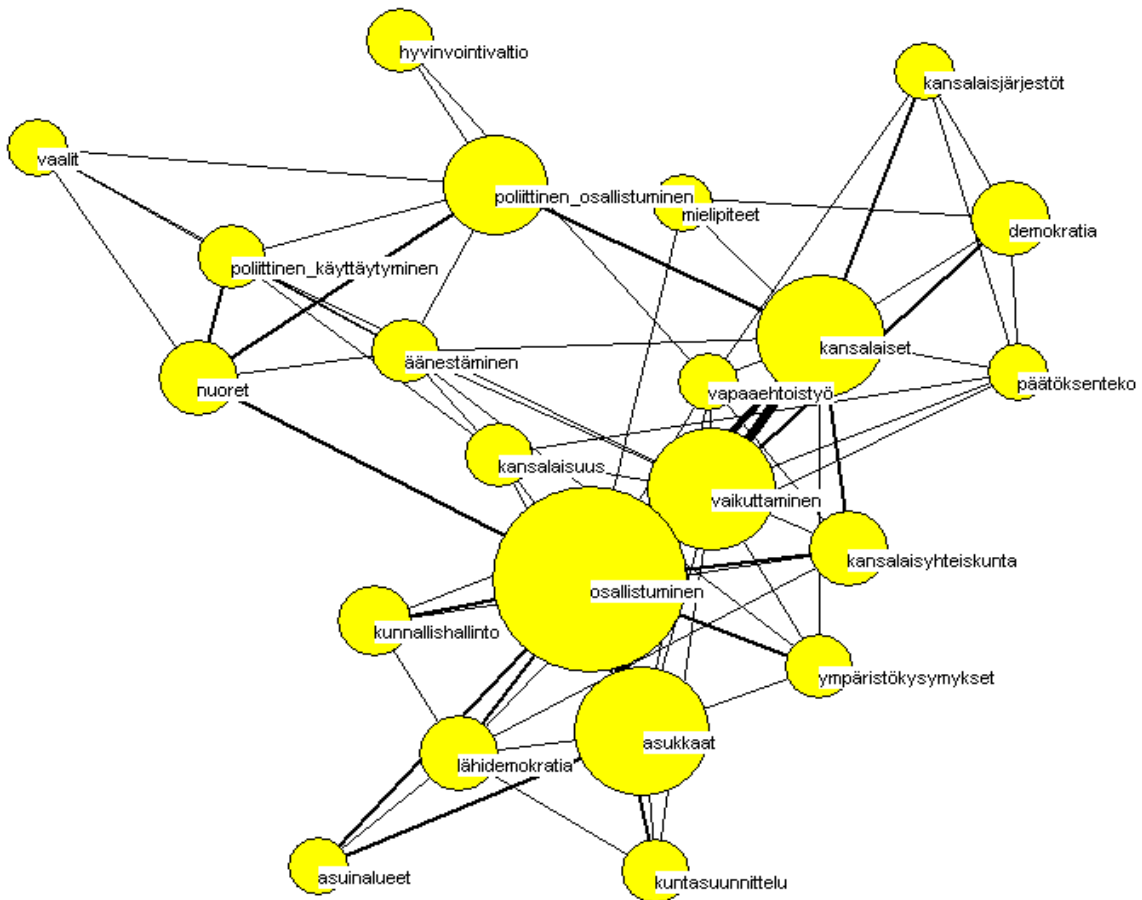 hyvinvointivaltio
kansalaisjärjestöt
vaalit
poliittinen_osallistuminen
mielipiteet
demokratia
poliittinen_käyttäytyminen
kansalaiset
äänestäminen
nuoret
vapaaehtoistyö
päätöksenteko
kansalaisuus
vaikuttaminen
kansalaisyhteiskunta
osallistuminen
kunnallishallinto
ympäristökysymykset
asukkaat
lähidemokratia
asuinalueet
kuntasuunnittelu